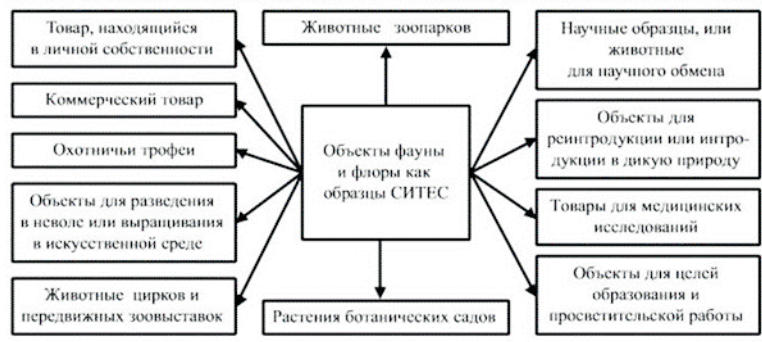 Товар, находящийся
в личной собственности
Коммерческий товар
Охотничьи трофеи
Объекты для разведения
в неволе или выращивания
в искусственной среде
Животные цирков и
передвижных зоовыставок
Животные зоопарков
Объекты фауны
и флоры как
образцы СИТЕС
Растения ботанических садов
Научные образцы, или
животные
для научного обмена
Объекты для
реинтродукции или интро-
дукции в дикую природу
Товары для медицинских
исследований
Объекты для целей
образования и
просветительской работы